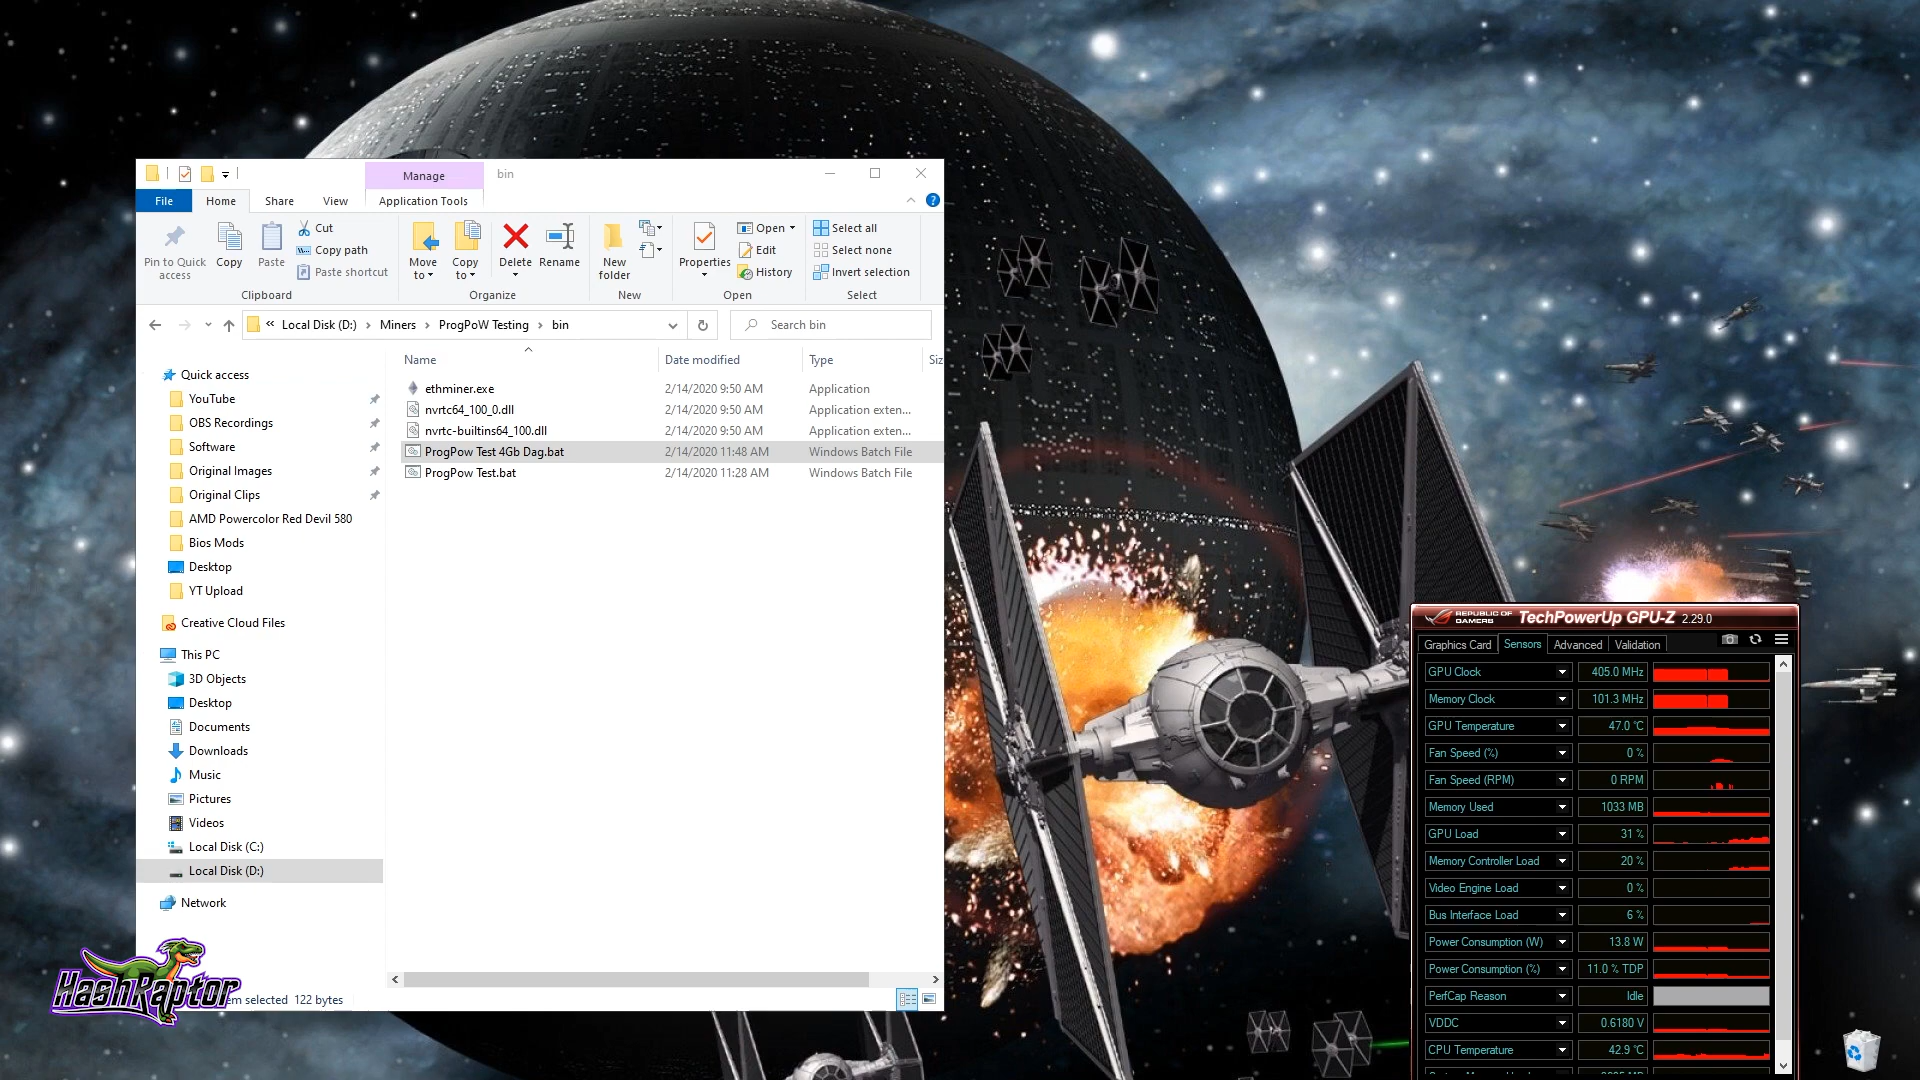 Manage
bin
File
Home
Share
View
Application Tools
Pin to Quick access
Copy
Paste
Cut
Copy path
Paste shortcut
Clipboard
Move to
Copy to
Delete
Rename
Organize
New folder
New
Properties
Open
Edit
History
Open
Select all
Select none
Invert selection
Select
« Local Disk (D:) › Miners › ProgPoW Testing › bin
Search bin
Name Date modified Type Siz
ethminer.exe 2/14/2020 9:50 AM Application
nvrtc64_100_0.dll 2/14/2020 9:50 AM Application exten...
nvrtc-builtins64_100.dll 2/14/2020 9:50 AM Application exten...
ProgPow Test 4Gb Dag.bat 2/14/2020 11:48 AM Windows Batch File
ProgPow Test.bat 2/14/2020 11:28 AM Windows Batch File
Quick access
YouTube
OBS Recordings
Software
Original Images
Original Clips
AMD Powercolor Red Devil 580
Bios Mods
Desktop
YT Upload
Creative Cloud Files
This PC
3D Objects
Desktop
Documents
Downloads
Music
Pictures
Videos
Local Disk (C:)
Local Disk (D:)
Network
HashRaptor
em selected 122 bytes
REPUBLIC OF GAMERS TechPowerUp GPU-Z 2.29.0
Graphics Card Sensors Advanced Validation
GPU Clock 405.0 MHz
Memory Clock 101.3 MHz
GPU Temperature 47.0 °C
Fan Speed (%) 0 %
Fan Speed (RPM) 0 RPM
Memory Used 1033 MB
GPU Load 31 %
Memory Controller Load 20 %
Video Engine Load 0 %
Bus Interface Load 6 %
Power Consumption (W) 13.8 W
Power Consumption (%) 11.0 % TDP
PerfCap Reason Idle
VDDC 0.6180 V
CPU Temperature 42.9 °C